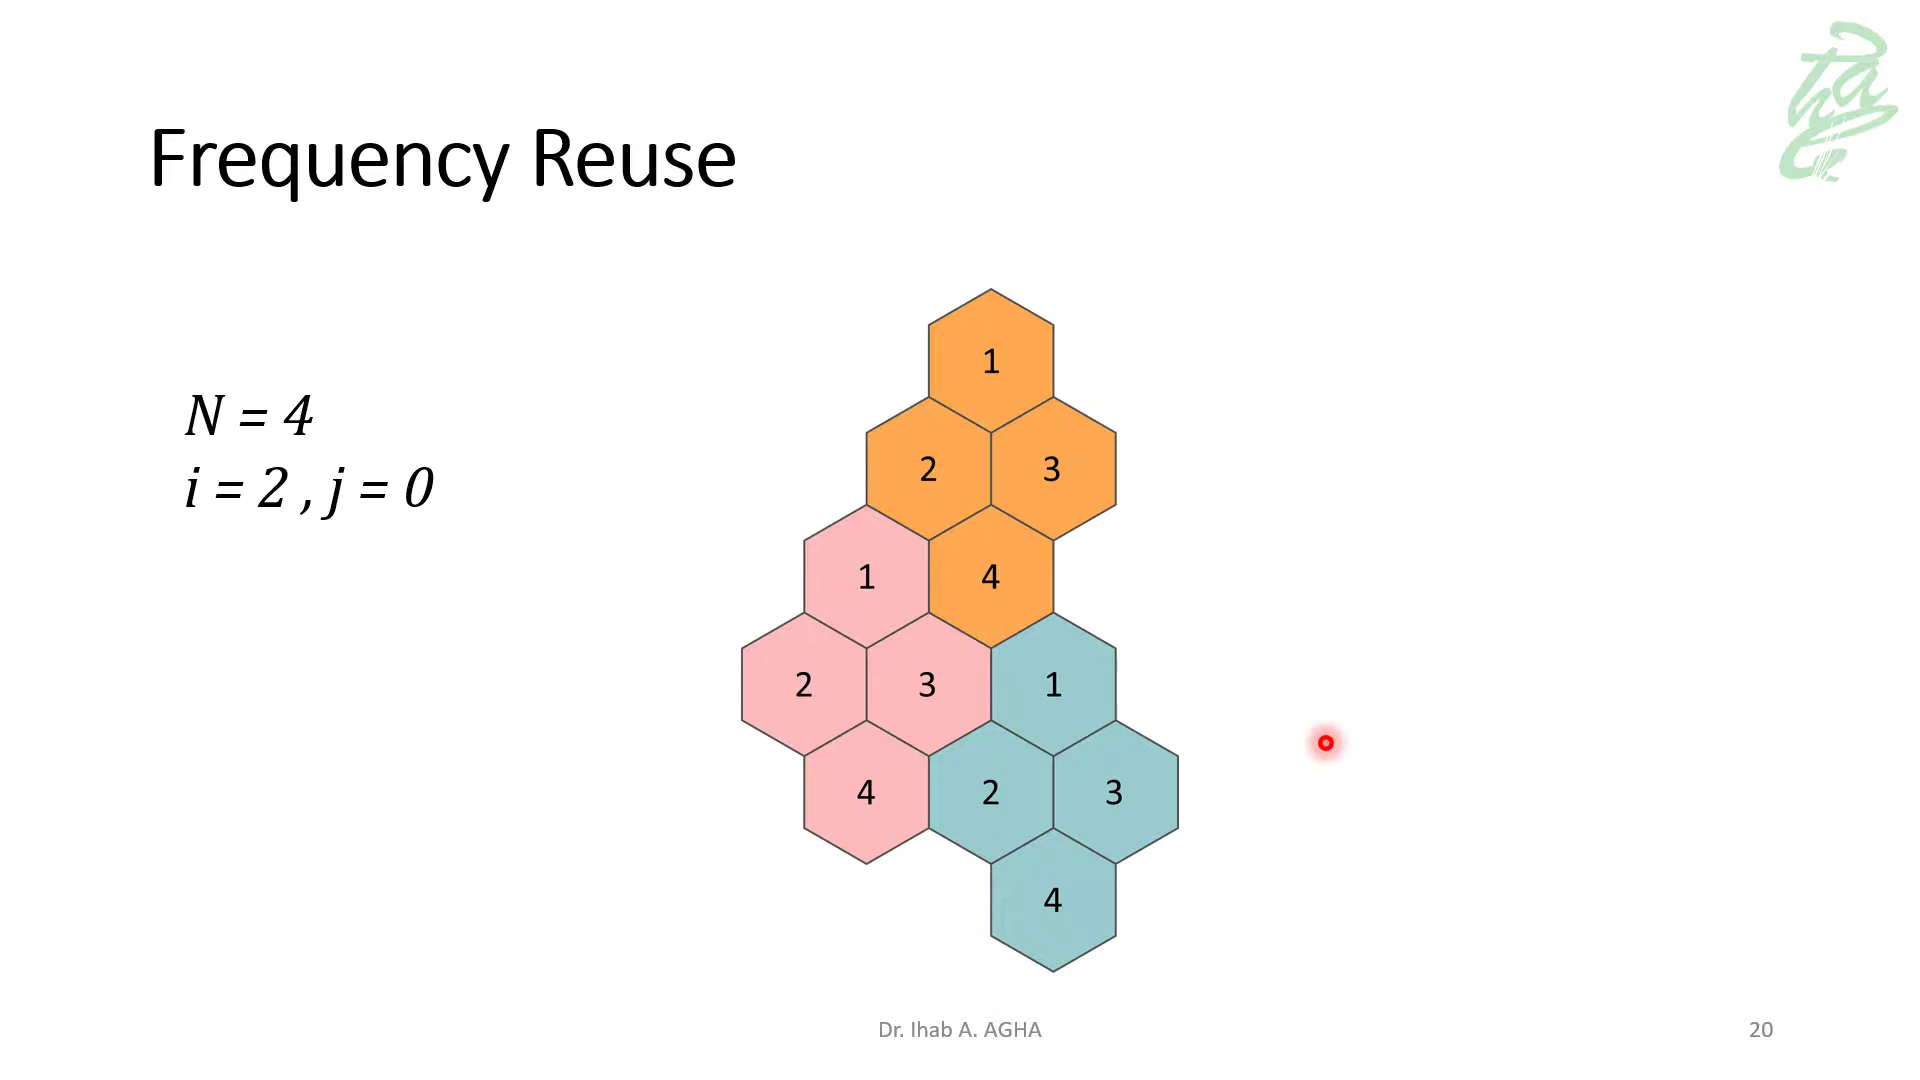 Frequency Reuse
N = 4
i = 2 , j = 0
1
2 3
1 4
2 3 1
4 2 3
4
Dr. Ihab A. AGHA
20